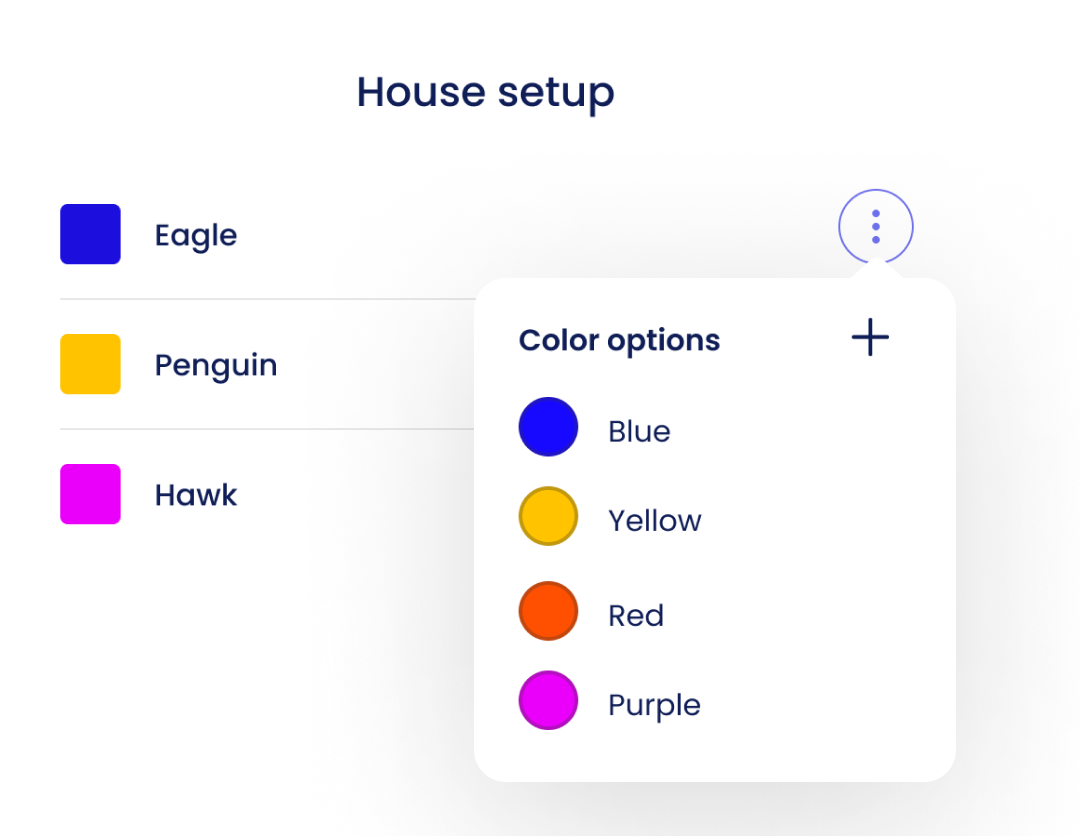 House setup
Eagle
Penguin
Hawk
Color options
Blue
Yellow
Red
Purple